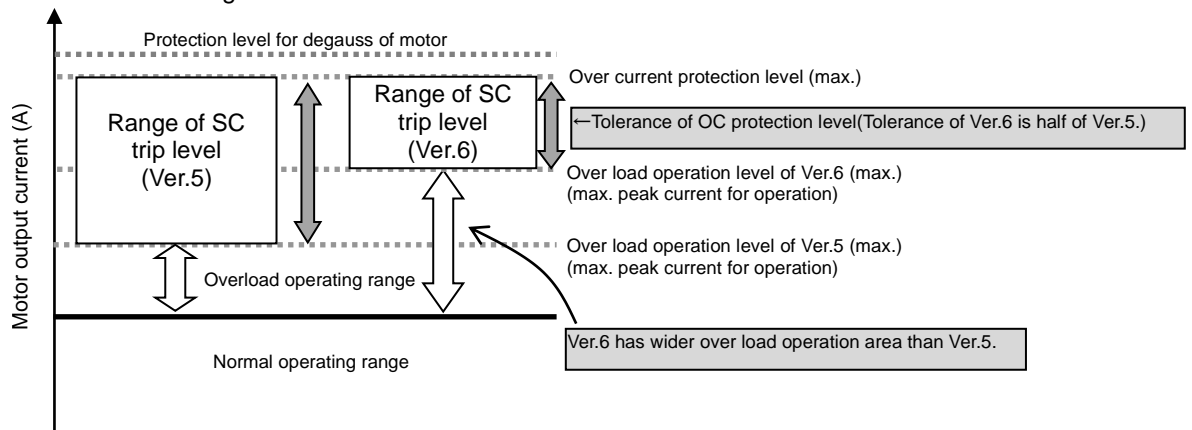 Protection level for degauss of motor
Over current protection level (max.)
Range of SC
trip level
(Ver.5)
Range of SC
trip level
(Ver.6)
←Tolerance of OC protection level(Tolerance of Ver.6 is half of Ver.5.)
Over load operation level of Ver.6 (max.)
(max. peak current for operation)
Over load operation level of Ver.5 (max.)
(max. peak current for operation)
Overload operating range
Ver.6 has wider over load operation area than Ver.5.
Normal operating range
Motor output current (A)